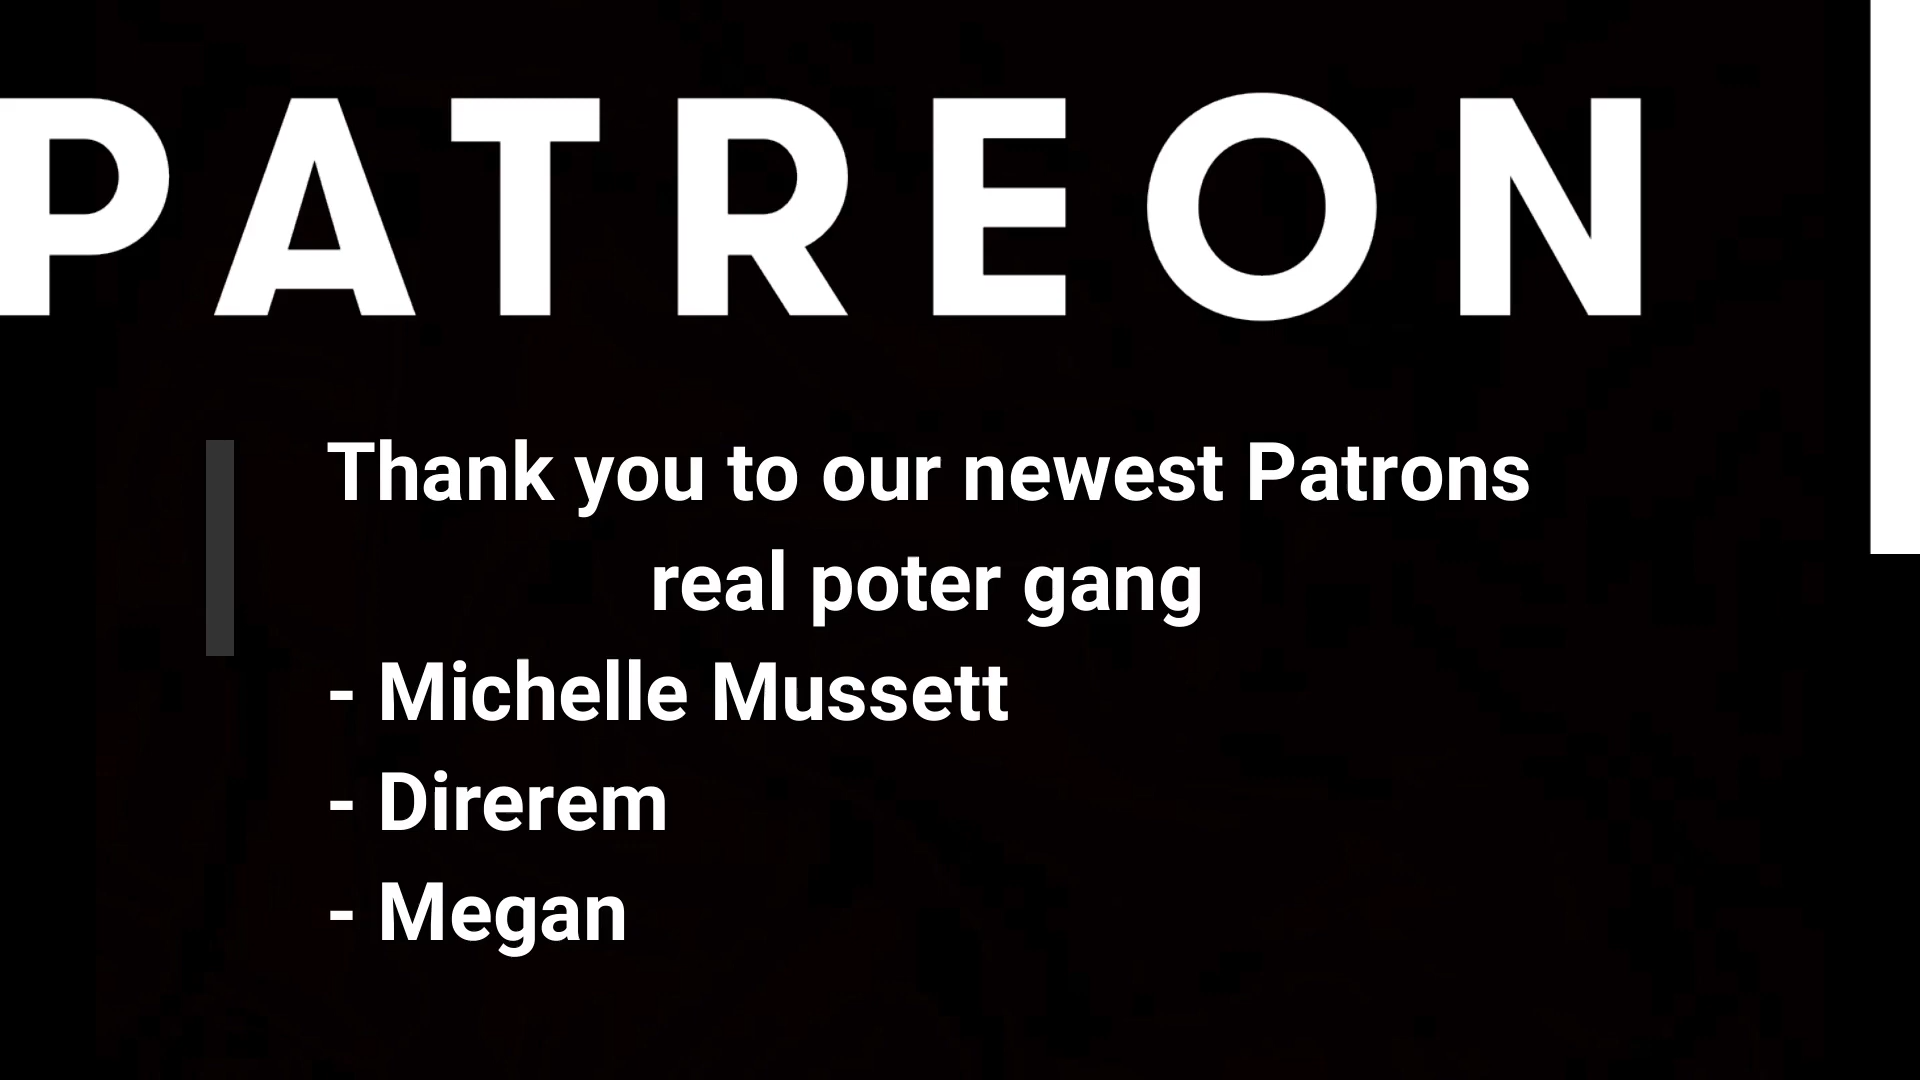 PATREON
Thank you to our newest Patrons
real poter gang
- Michelle Mussett
- Direrem
- Megan